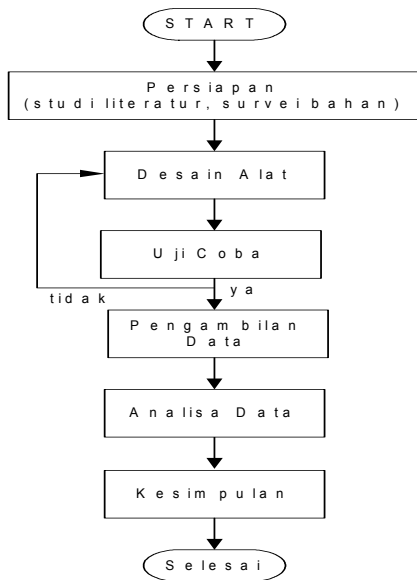 START
Persiapan
(studi literatur, survei bahan)
Desain Alat
Uji Coba
tidak
ya
Pengambilan
Data
Analisa Data
Kesimpulan
Selesai